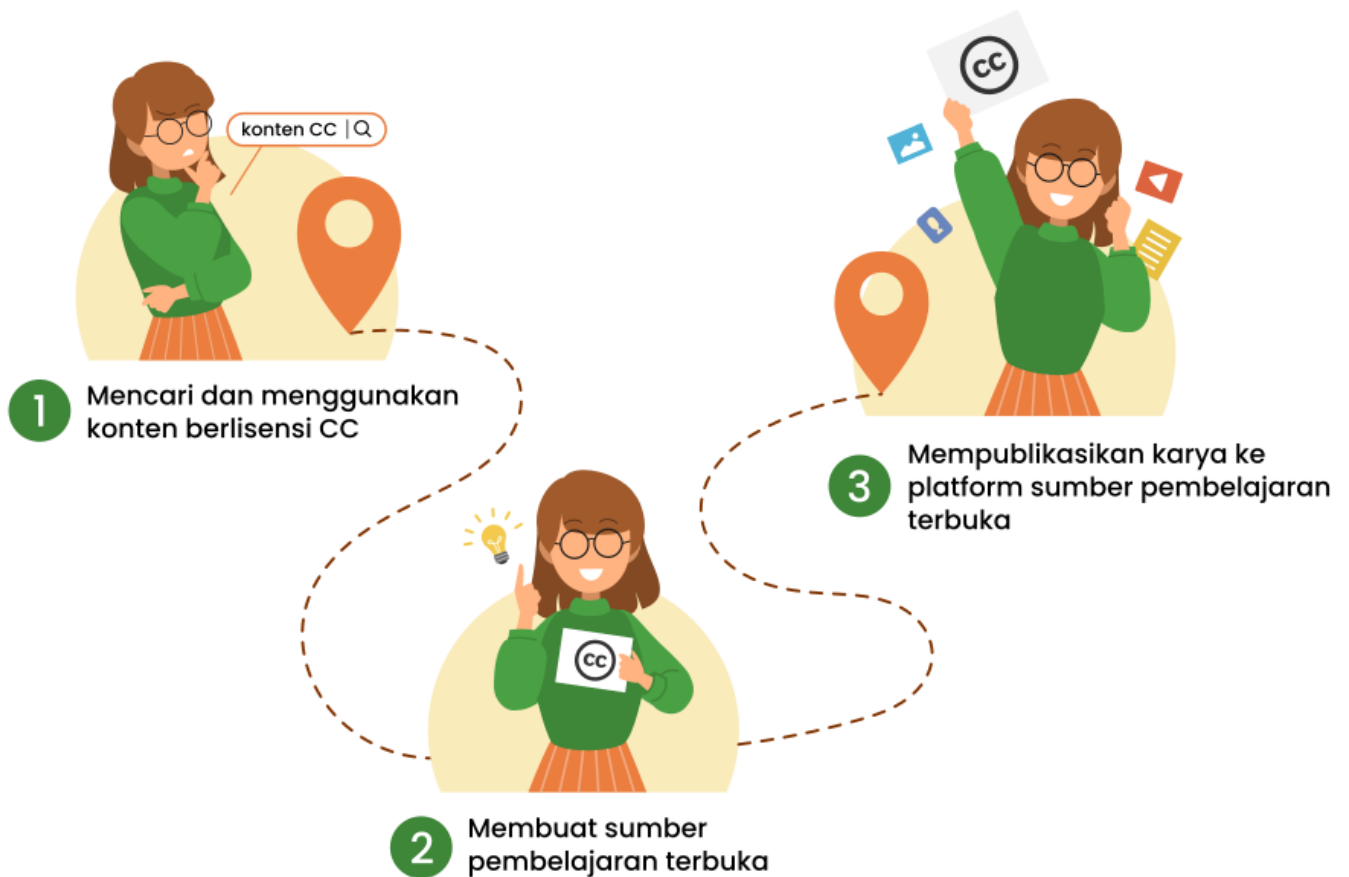 konten CC
1
Mencari dan menggunakan
konten berlisensi CC
cc
2
Membuat sumber
pembelajaran terbuka
cc
3
Mempublikasikan karya ke
platform sumber pembelajaran
terbuka